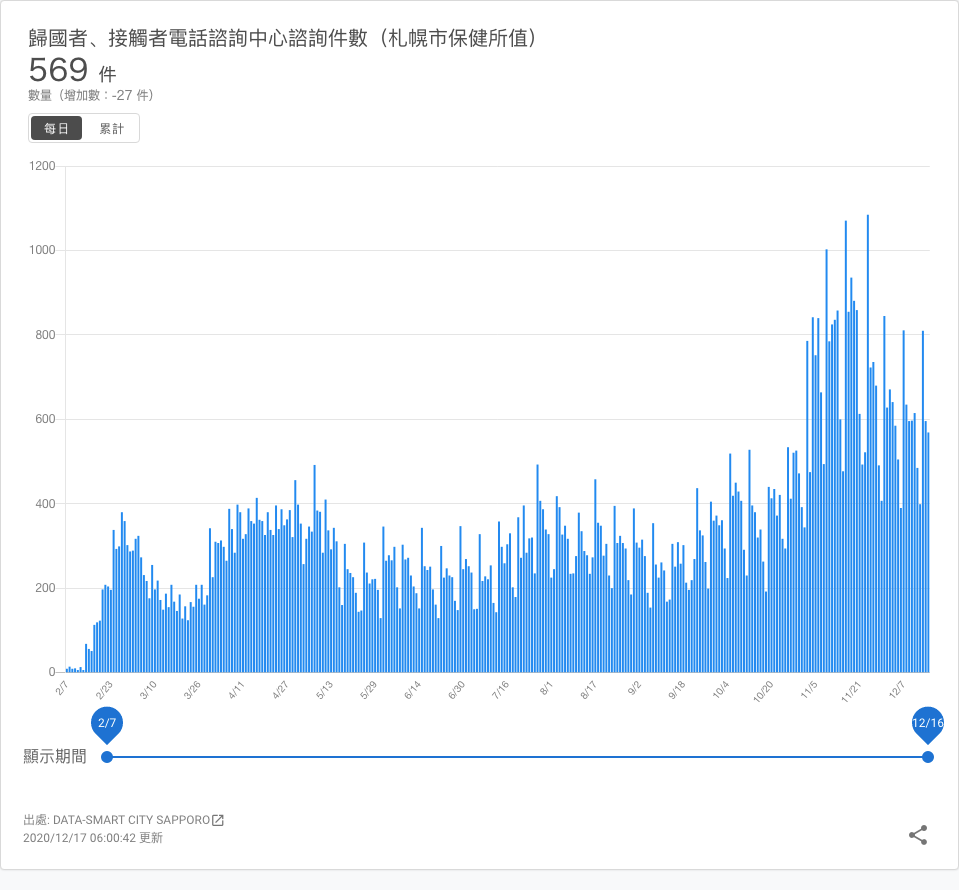 歸國者、接觸者電話諮詢中心諮詢件數（札幌市保健所值）
569 件
數量（增加數：-27 件）
每日 累計
1200
1000
800
600
400
200
0
2/7 2/23 3/10 3/26 4/11 4/27 5/13 5/29 6/14 6/30 7/16 8/1 8/17 9/2 9/18 10/4 10/20 11/5 11/21 12/7
2/7 12/16
顯示期間
出處: DATA-SMART CITY SAPPORO
2020/12/17 06:00:42 更新